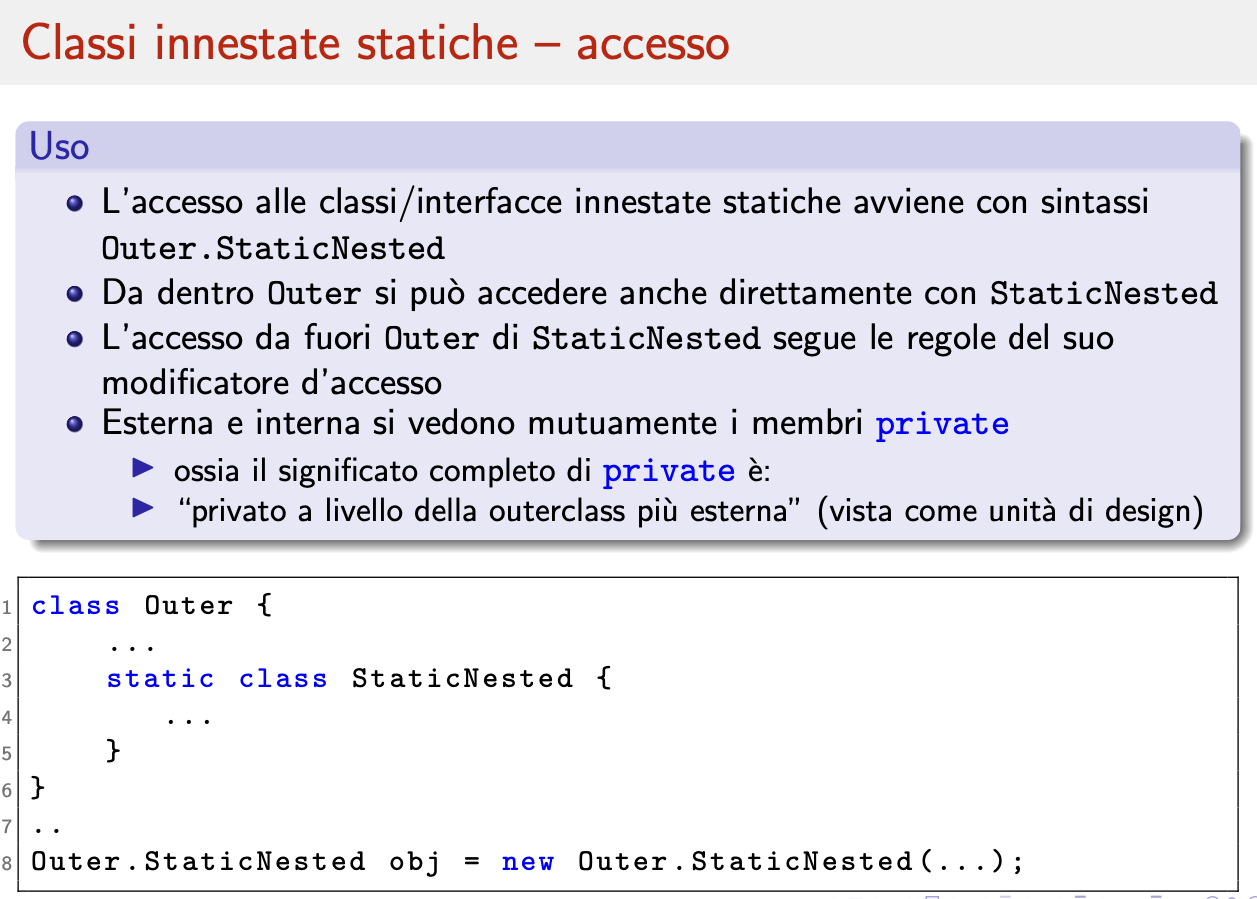 Classi innestate statiche – accesso
Uso
L'accesso alle classi/interfacce innestate statiche avviene con sintassi
Outer.StaticNested
Da dentro Outer si può accedere anche direttamente con StaticNested
L'accesso da fuori Outer di StaticNested segue le regole del suo
modificatore d'accesso
Esterna e interna si vedono mutuamente i membri private
ossia il significato completo di private è:
“privato a livello della outerclass più esterna” (vista come unità di design)
1 class Outer {
2 ...
3 static class StaticNested {
4 ...
5 }
6 }
7 ..
8 Outer.StaticNested obj = new Outer.StaticNested(...);